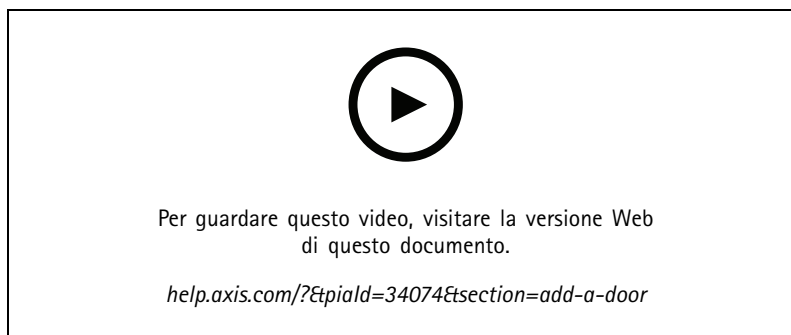 Per guardare questo video, visitare la versione Web
di questo documento.
help.axis.com/?&piaId=34074&section=add-a-door